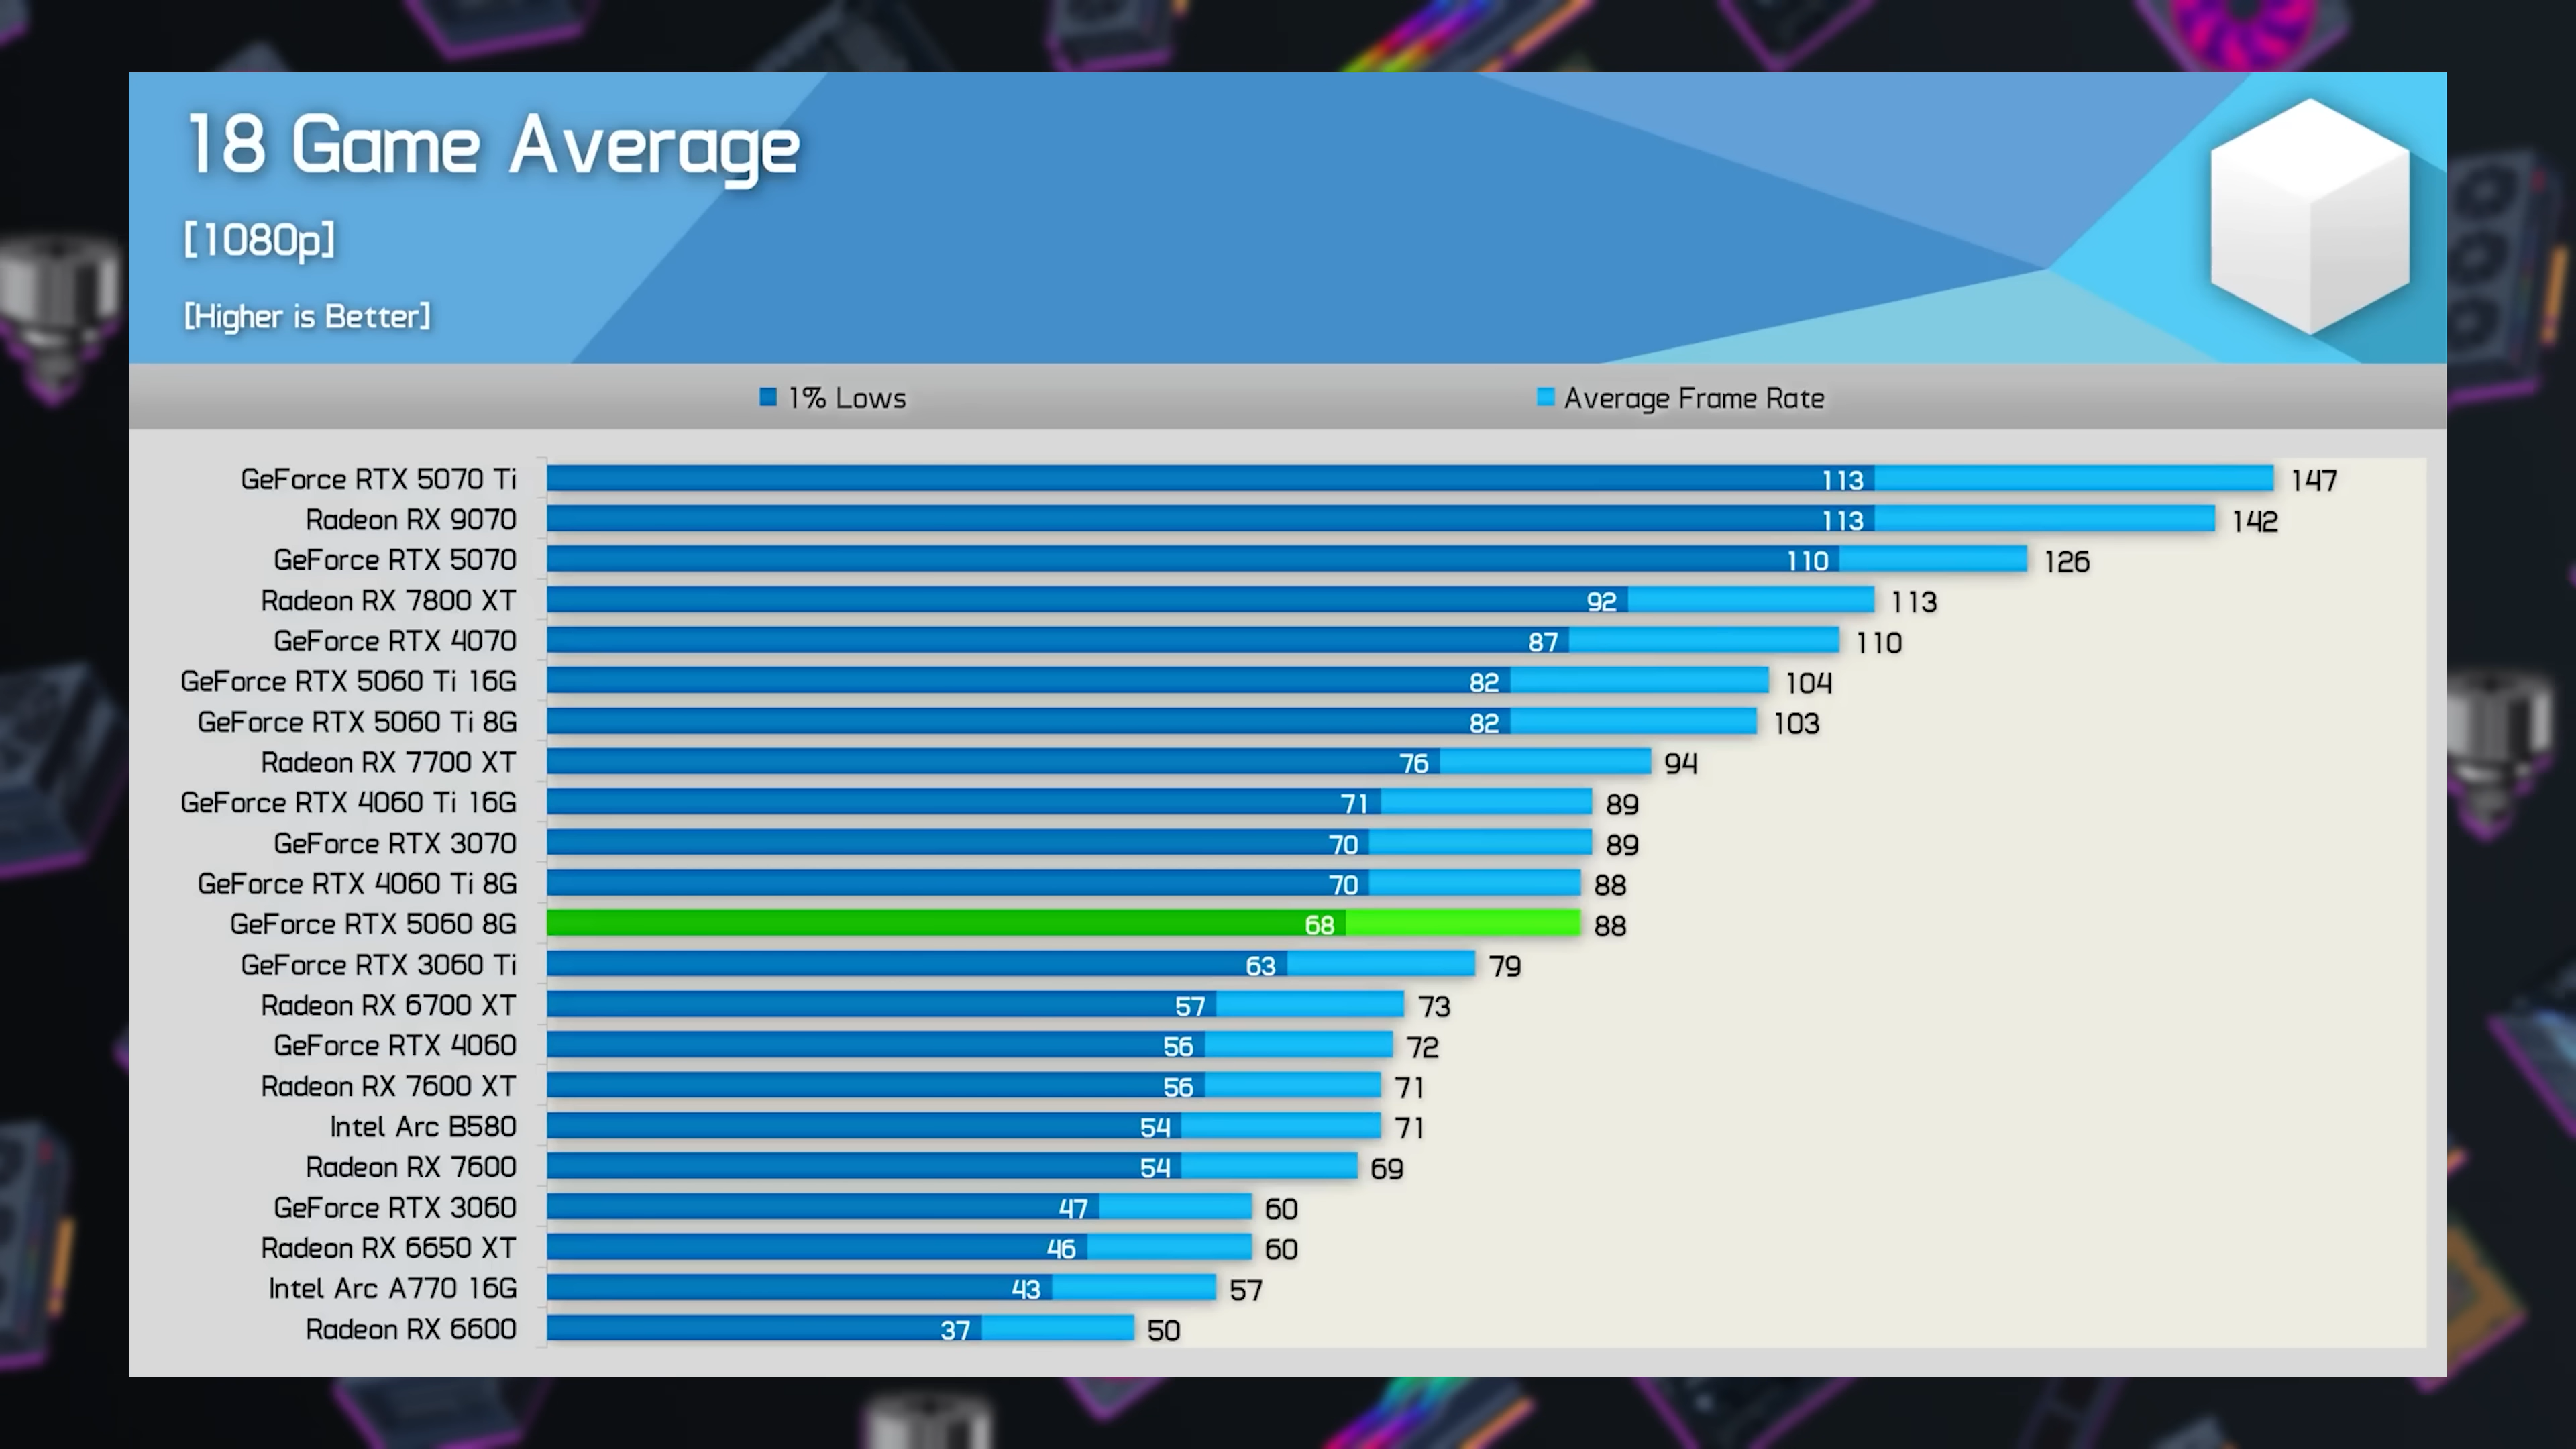 18 Game Average
[1080p]
[Higher is Better]
1% Lows Average Frame Rate
GeForce RTX 5070 Ti 113 147
Radeon RX 9070 113 142
GeForce RTX 5070 110 126
Radeon RX 7800 XT 92 113
GeForce RTX 4070 87 110
GeForce RTX 5060 Ti 16G 82 104
GeForce RTX 5060 Ti 8G 82 103
Radeon RX 7700 XT 76 94
GeForce RTX 4060 Ti 16G 71 89
GeForce RTX 3070 70 89
GeForce RTX 4060 Ti 8G 70 88
GeForce RTX 5060 8G 68 88
GeForce RTX 3060 Ti 63 79
Radeon RX 6700 XT 57 73
GeForce RTX 4060 56 72
Radeon RX 7600 XT 56 71
Intel Arc B580 54 71
Radeon RX 7600 54 69
GeForce RTX 3060 47 60
Radeon RX 6650 XT 46 60
Intel Arc A770 16G 43 57
Radeon RX 6600 37 50